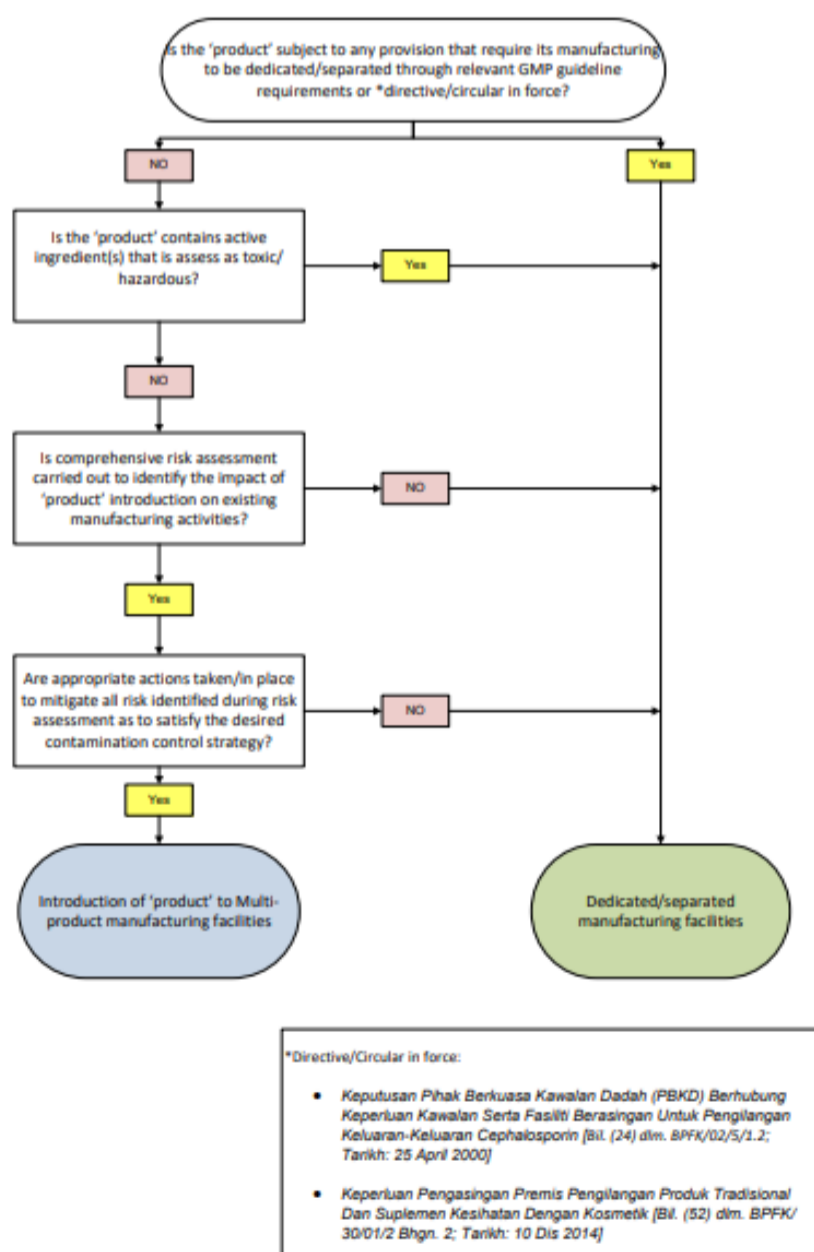 Is the ‘product’ subject to any provision that require its manufacturing
to be dedicated/separated through relevant GMP guideline
requirements or *directive/circular in force?
NO
Yes
Is the ‘product’ contains active
ingredient(s) that is assess as toxic/
hazardous?
Yes
NO
Is comprehensive risk assessment
carried out to identify the impact of
‘product’ introduction on existing
manufacturing activities?
NO
Yes
Are appropriate actions taken/in place
to mitigate all risk identified during risk
assessment as to satisfy the desired
contamination control strategy?
NO
Yes
Introduction of ‘product’ to Multi-
product manufacturing facilities
Dedicated/separated
manufacturing facilities
*Directive/Circular in force:
• Keputusan Pihak Berkuasa Kawalan Dadah (PBKD) Berhubung
Keperluan Kawalan Serta Fasiliti Berasingan Untuk Pengilangan
Keluaran-Keluaran Cephalosporin [Bil. (24) dlm. BPFK/02/5/1.2;
Tarikh: 25 April 2000]
• Keperluan Pengasingan Premis Pengilangan Produk Tradisional
Dan Suplemen Kesihatan Dengan Kosmetik [Bil. (52) dlm. BPFK/
30/01/2 Bhgn. 2; Tarikh: 10 Dis 2014]